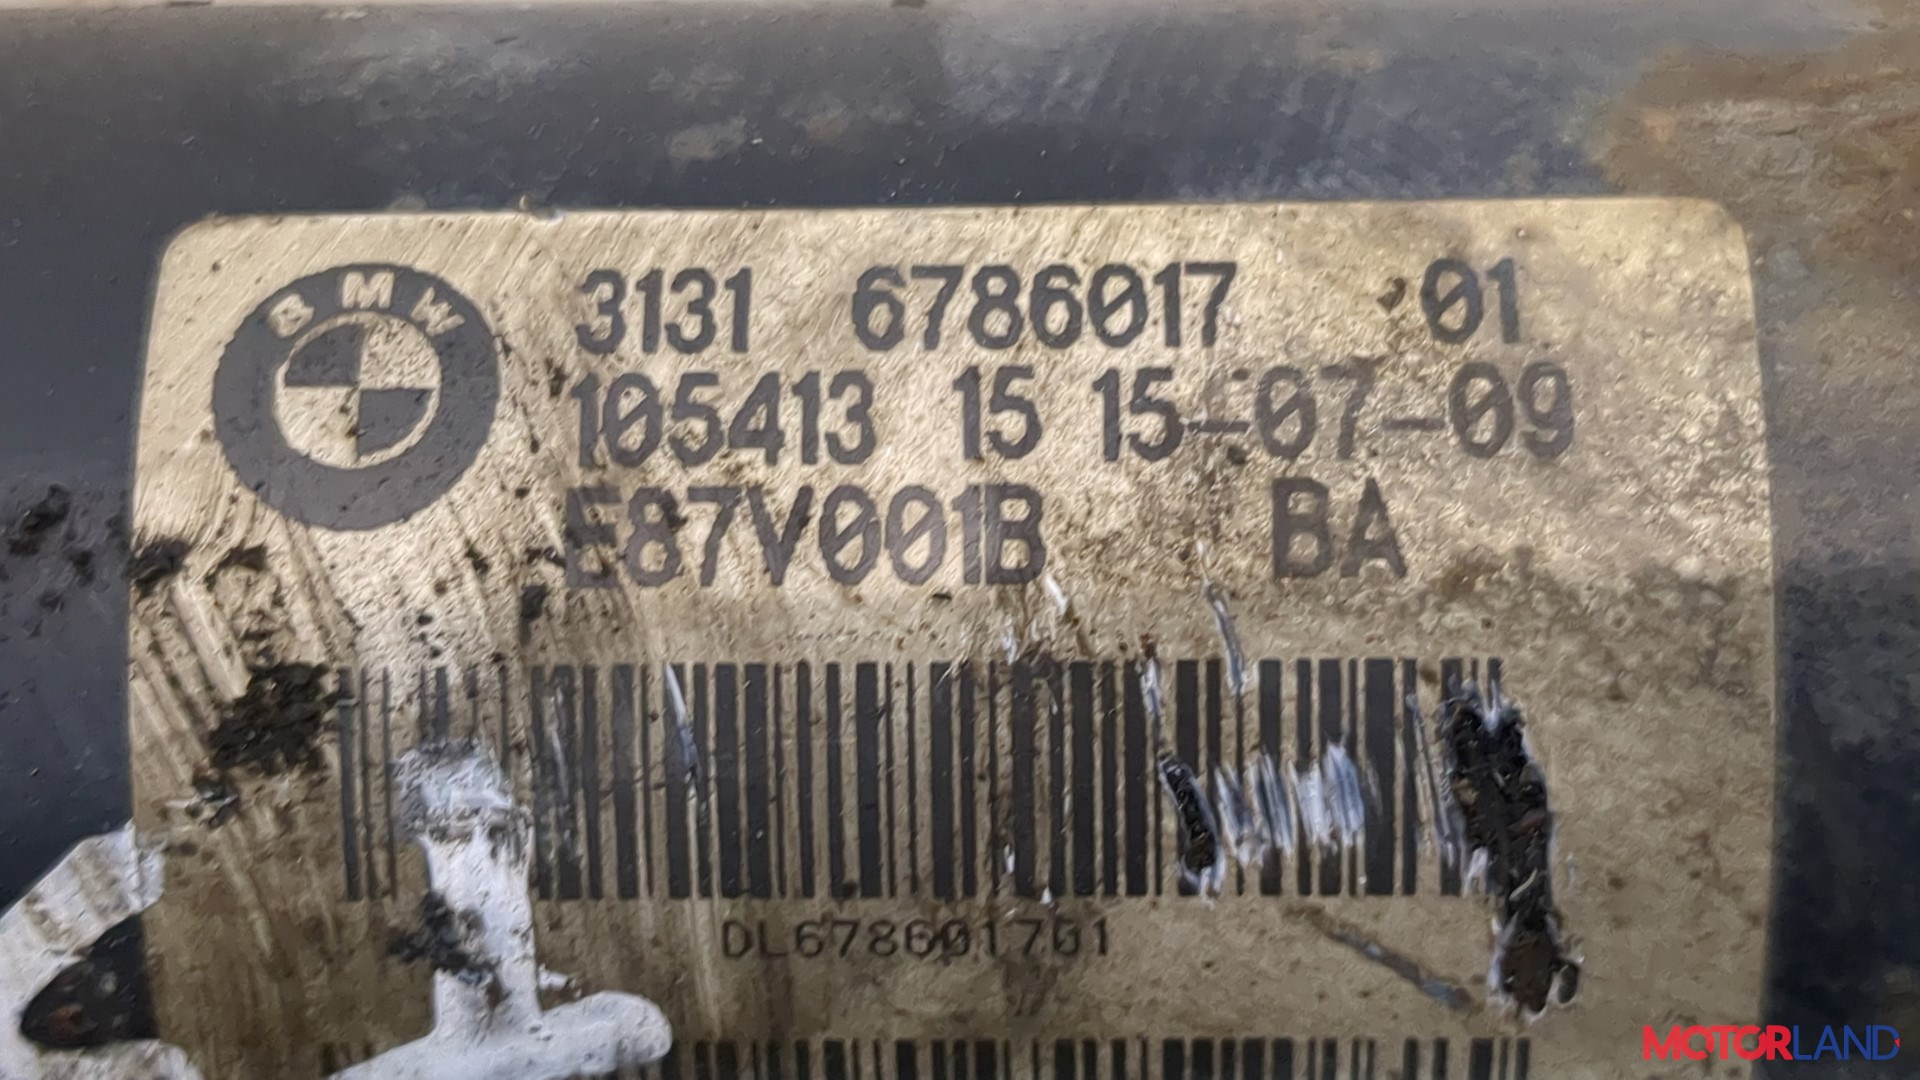 BMW
3131 6786017 01
105413 15 15-07-09
E87V001B BA
DL678601701
MOTORLAND